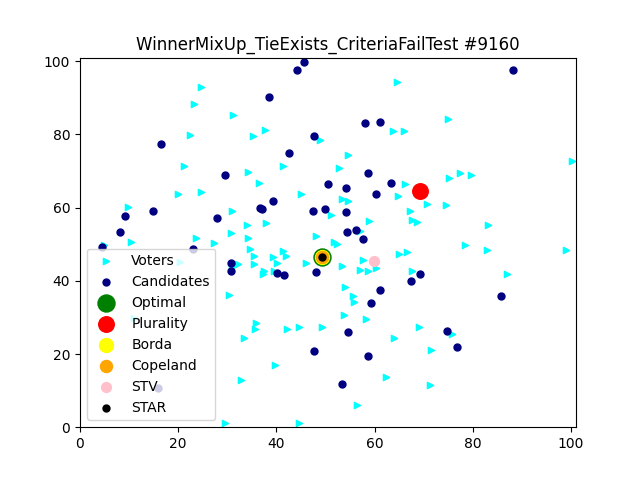 WinnerMixUp_TieExists_CriteriaFailTest #9160
100
80
60
40
20
0
Voters
Candidates
Optimal
Plurality
Borda
Copeland
STV
STAR
0 20 40 60 80 100